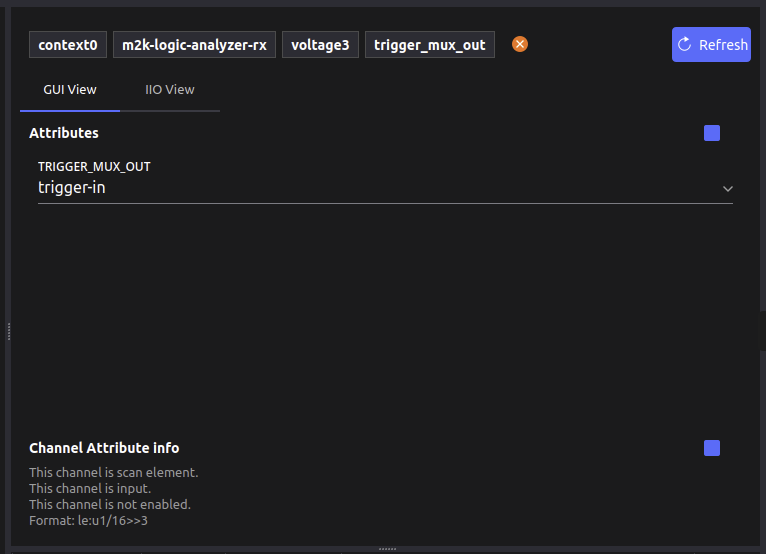 context0 m2k-logic-analyzer-rx voltage3 trigger_mux_out Refresh
GUI View IIO View
Attributes
TRIGGER_MUX_OUT
trigger-in
Channel Attribute info
This channel is scan element.
This channel is input.
This channel is not enabled.
Format: le:u1/16>>3